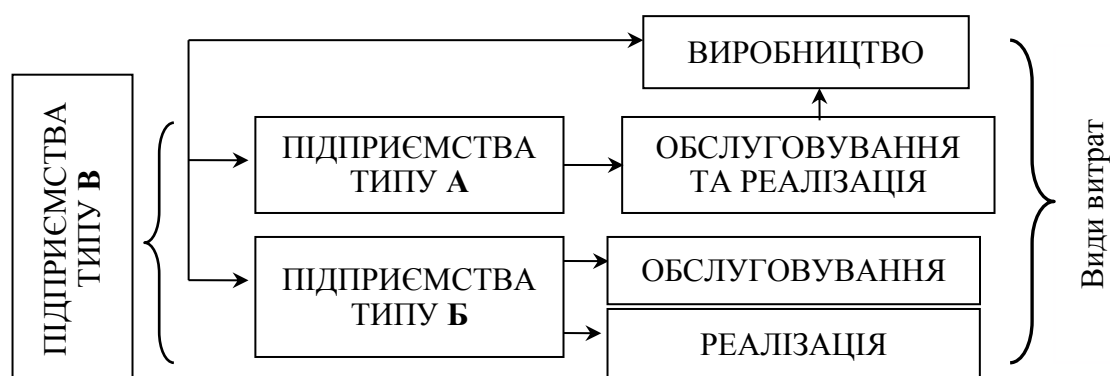 ПІДПРИЄМСТВА
ТИПУ В
ВИРОБНИЦТВО
ПІДПРИЄМСТВА
ТИПУ А
ОБСЛУГОВУВАННЯ
ТА РЕАЛІЗАЦІЯ
ПІДПРИЄМСТВА
ТИПУ Б
ОБСЛУГОВУВАННЯ
РЕАЛІЗАЦІЯ
Види витрат